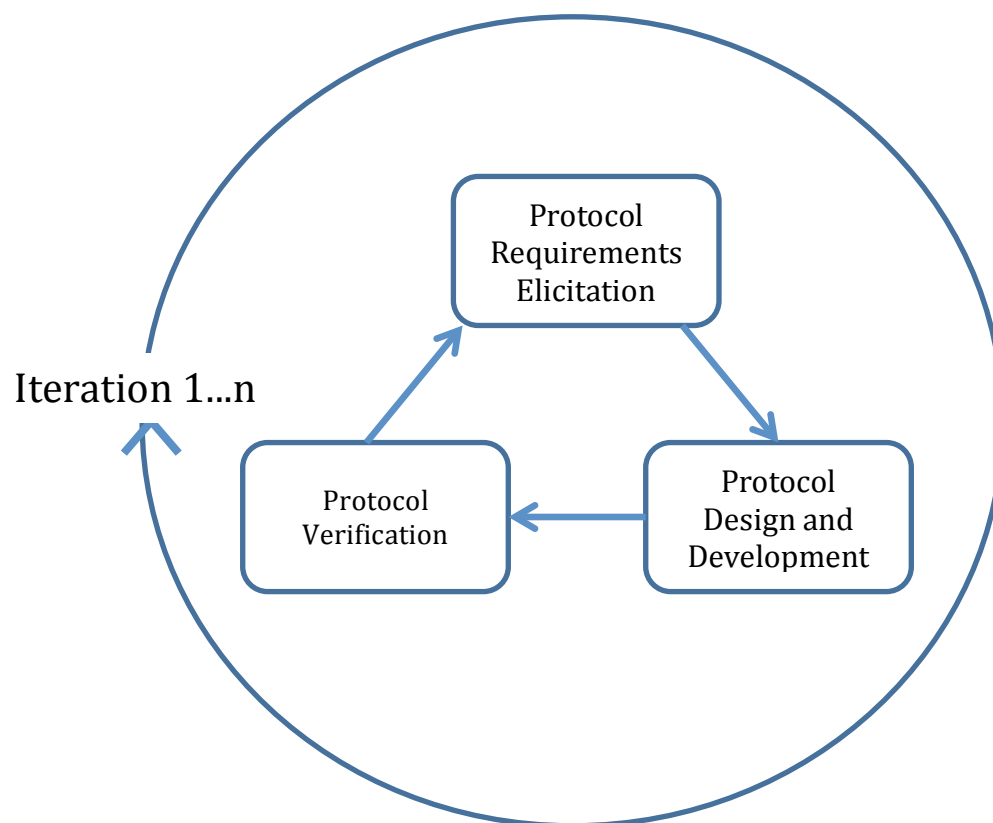 Protocol
Requirements
Elicitation
Iteration 1...n
Protocol
Verification
Protocol
Design and
Development